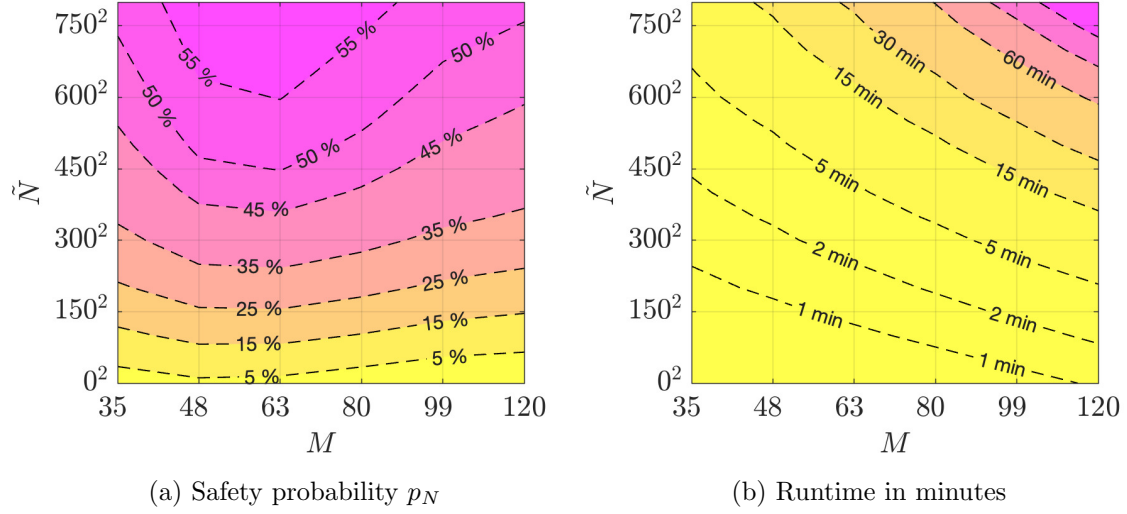 750²
600²
450²
300²
150²
0²
Ñ
35 48 63 80 99 120
M
55 %
55 %
50 %
50 %
50 %
45 %
45 %
35 %
35 %
25 %
25 %
15 %
15 %
5 %
5 %
(a) Safety probability p_N
750²
600²
450²
300²
150²
0²
Ñ
35 48 63 80 99 120
M
30 min
60 min
15 min
15 min
5 min
5 min
2 min
2 min
1 min
1 min
(b) Runtime in minutes